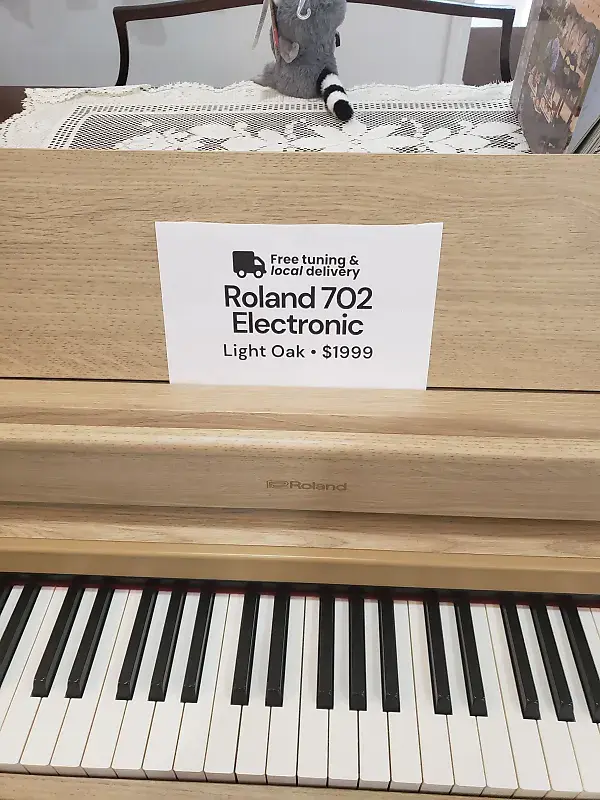 Free tuning &
local delivery
Roland 702
Electronic
Light Oak • $1999
Roland